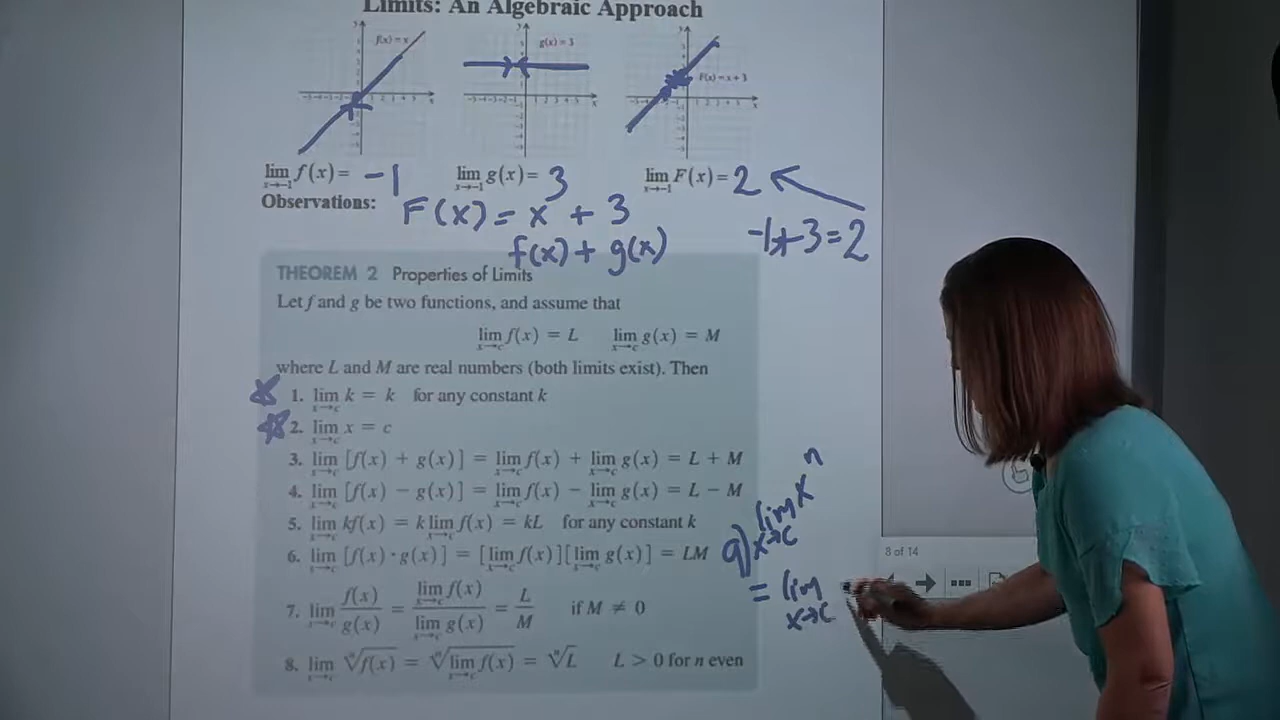 Limits: An Algebraic Approach
f(x) = x
g(x) = 3
F(x) = x + 3
lim x→-1 f(x) = -1
lim x→-1 g(x) = 3
lim x→-1 F(x) = 2
Observations:
F(x) = x + 3
f(x) + g(x)
-1 + 3 = 2
THEOREM 2 Properties of Limits
Let f and g be two functions, and assume that
lim x→c f(x) = L lim x→c g(x) = M
where L and M are real numbers (both limits exist). Then
1. lim x→c k = k for any constant k
2. lim x→c x = c
3. lim x→c [f(x) + g(x)] = lim x→c f(x) + lim x→c g(x) = L + M
4. lim x→c [f(x) − g(x)] = lim x→c f(x) − lim x→c g(x) = L − M
5. lim x→c kf(x) = k lim x→c f(x) = kL for any constant k
6. lim x→c [f(x) · g(x)] = [lim x→c f(x)][lim x→c g(x)] = LM
7. lim x→c f(x)/g(x) = lim x→c f(x)/lim x→c g(x) = L/M if M ≠ 0
8. lim x→c ⁿ√f(x) = ⁿ√lim x→c f(x) = ⁿ√L L > 0 for n even
9) lim x→c xⁿ
= lim x→c
8 of 14